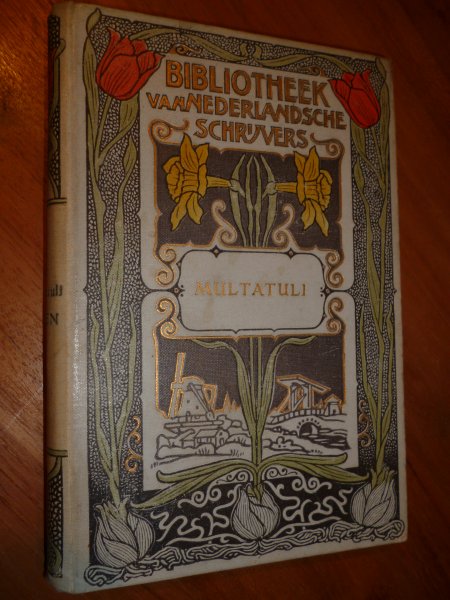 BIBLIOTHEEK
VAN NEDERLANDSCHE
SCHRIJVERS
MULTATULI